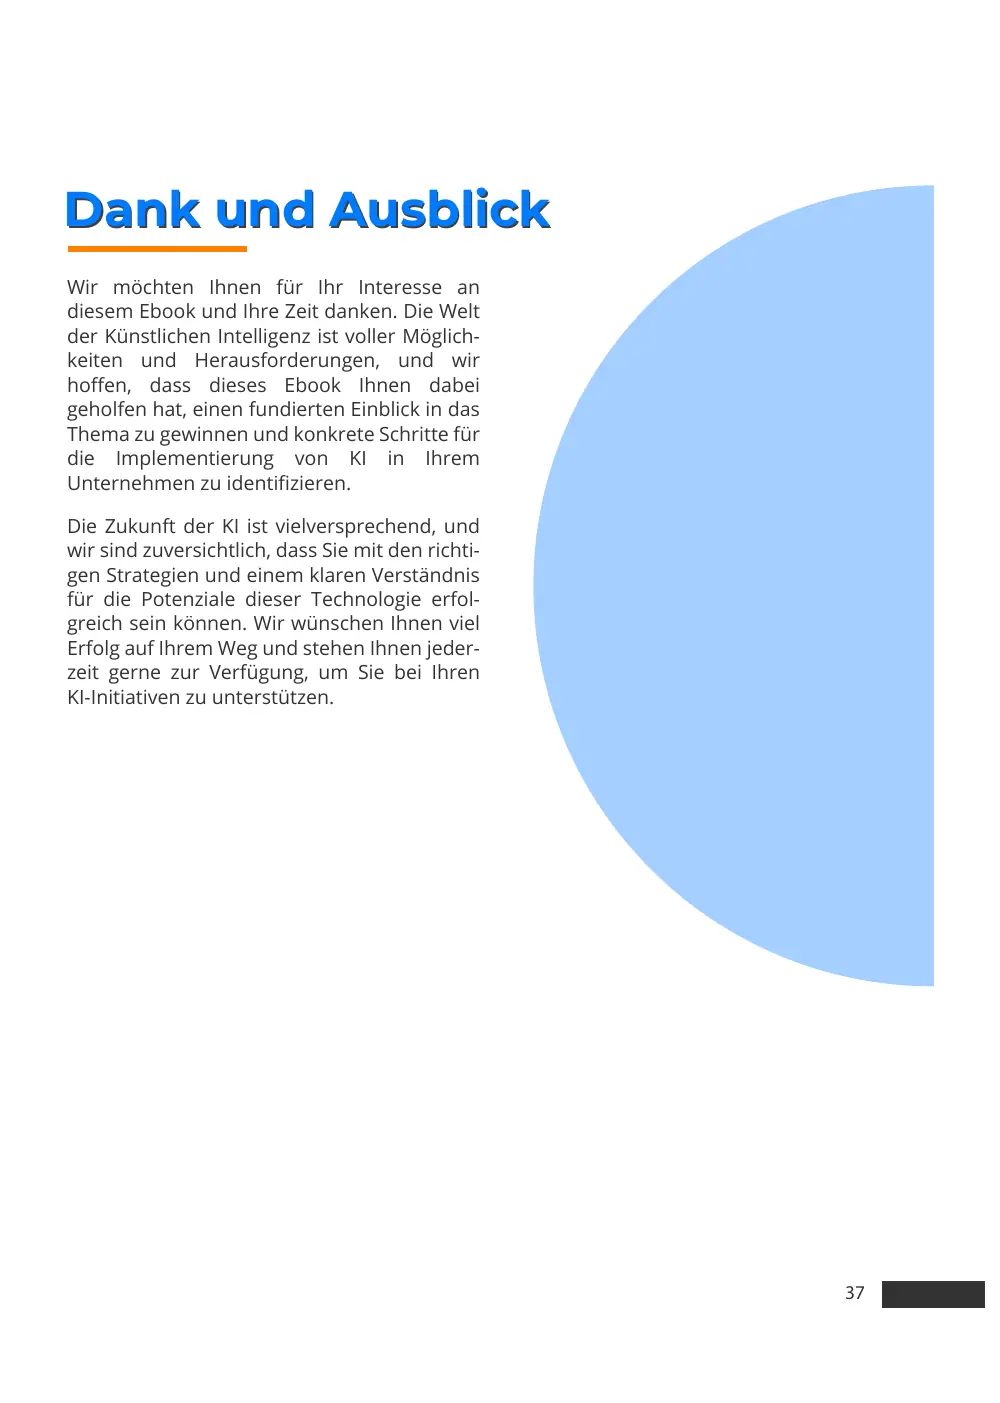 Dank und Ausblick
Wir möchten Ihnen für Ihr Interesse an
diesem Ebook und Ihre Zeit danken. Die Welt
der Künstlichen Intelligenz ist voller Möglich-
keiten und Herausforderungen, und wir
hoffen, dass dieses Ebook Ihnen dabei
geholfen hat, einen fundierten Einblick in das
Thema zu gewinnen und konkrete Schritte für
die Implementierung von KI in Ihrem
Unternehmen zu identifizieren.
Die Zukunft der KI ist vielversprechend, und
wir sind zuversichtlich, dass Sie mit den richti-
gen Strategien und einem klaren Verständnis
für die Potenziale dieser Technologie erfol-
greich sein können. Wir wünschen Ihnen viel
Erfolg auf Ihrem Weg und stehen Ihnen jeder-
zeit gerne zur Verfügung, um Sie bei Ihren
KI-Initiativen zu unterstützen.
37